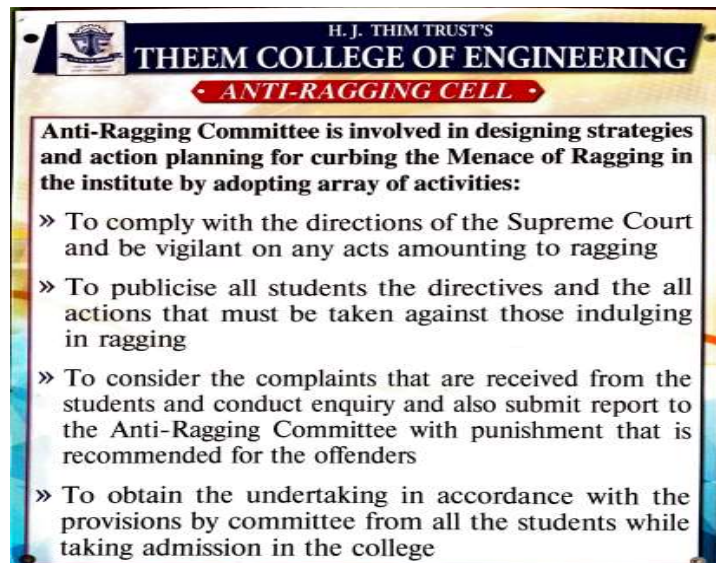 H. J. THIM TRUST'S
THEEM COLLEGE OF ENGINEERING
• ANTI-RAGGING CELL •
Anti-Ragging Committee is involved in designing strategies
and action planning for curbing the Menace of Ragging in
the institute by adopting array of activities:
» To comply with the directions of the Supreme Court
and be vigilant on any acts amounting to ragging
» To publicise all students the directives and the all
actions that must be taken against those indulging
in ragging
» To consider the complaints that are received from the
students and conduct enquiry and also submit report to
the Anti-Ragging Committee with punishment that is
recommended for the offenders
» To obtain the undertaking in accordance with the
provisions by committee from all the students while
taking admission in the college